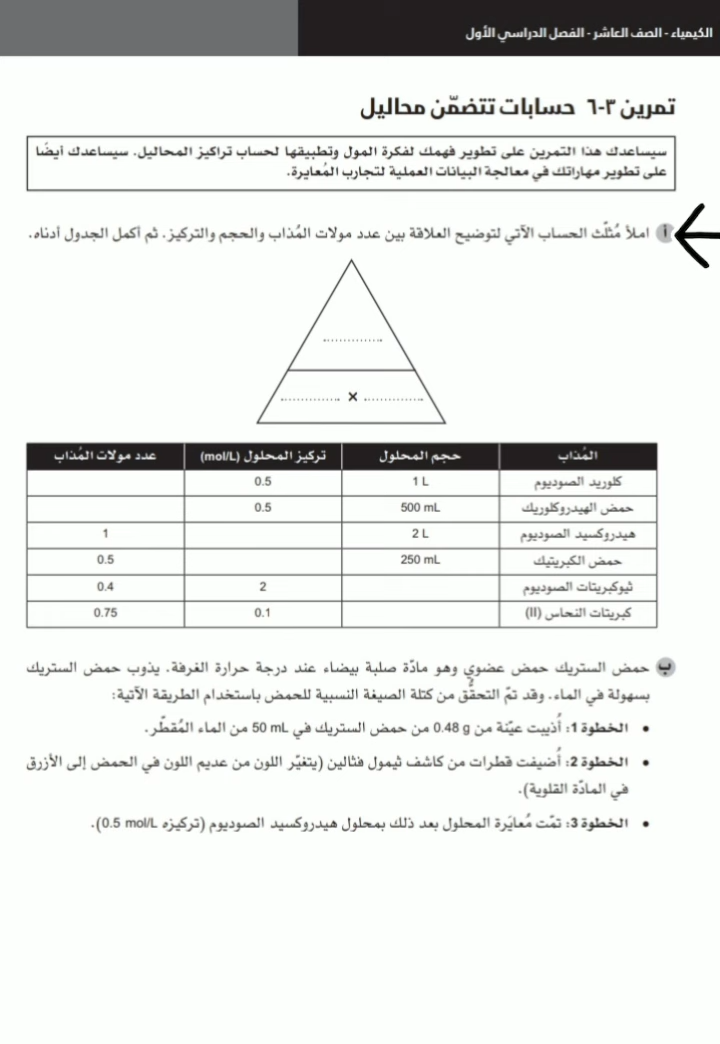 الكيمياء - الصف العاشر - الفصل الدراسي الأول
تمرين ٣-٦ حسابات تتضمّن محاليل
سيساعدك هذا التمرين على تطوير فهمك لفكرة المول وتطبيقها لحساب تراكيز المحاليل. سيساعدك أيضًا
على تطوير مهاراتك في معالجة البيانات العملية لتجارب المُعايرة.
أ املأ مُثلّث الحساب الآتي لتوضيح العلاقة بين عدد مولات المُذاب والحجم والتركيز. ثم أكمل الجدول أدناه.
................
................ × ................
المُذاب حجم المحلول تركيز المحلول (mol/L) عدد مولات المُذاب
كلوريد الصوديوم 1 L 0.5
حمض الهيدروكلوريك 500 mL 0.5
هيدروكسيد الصوديوم 2 L 1
حمض الكبريتيك 250 mL 0.5
ثيوكبريتات الصوديوم 2 0.4
كبريتات النحاس (II) 0.1 0.75
ب حمض الستريك حمض عضوي وهو مادّة صلبة بيضاء عند درجة حرارة الغرفة. يذوب حمض الستريك
بسهولة في الماء. وقد تمّ التحقُّق من كتلة الصيغة النسبية للحمض باستخدام الطريقة الآتية:
• الخطوة 1: أُذيبت عيّنة من 0.48 g من حمض الستريك في 50 mL من الماء المُقطَّر.
• الخطوة 2: أُضيفت قطرات من كاشف ثيمول فثالين (يتغيّر اللون من عديم اللون في الحمض إلى الأزرق
في المادّة القلوية).
• الخطوة 3: تمّت مُعايَرة المحلول بعد ذلك بمحلول هيدروكسيد الصوديوم (تركيزه 0.5 mol/L).